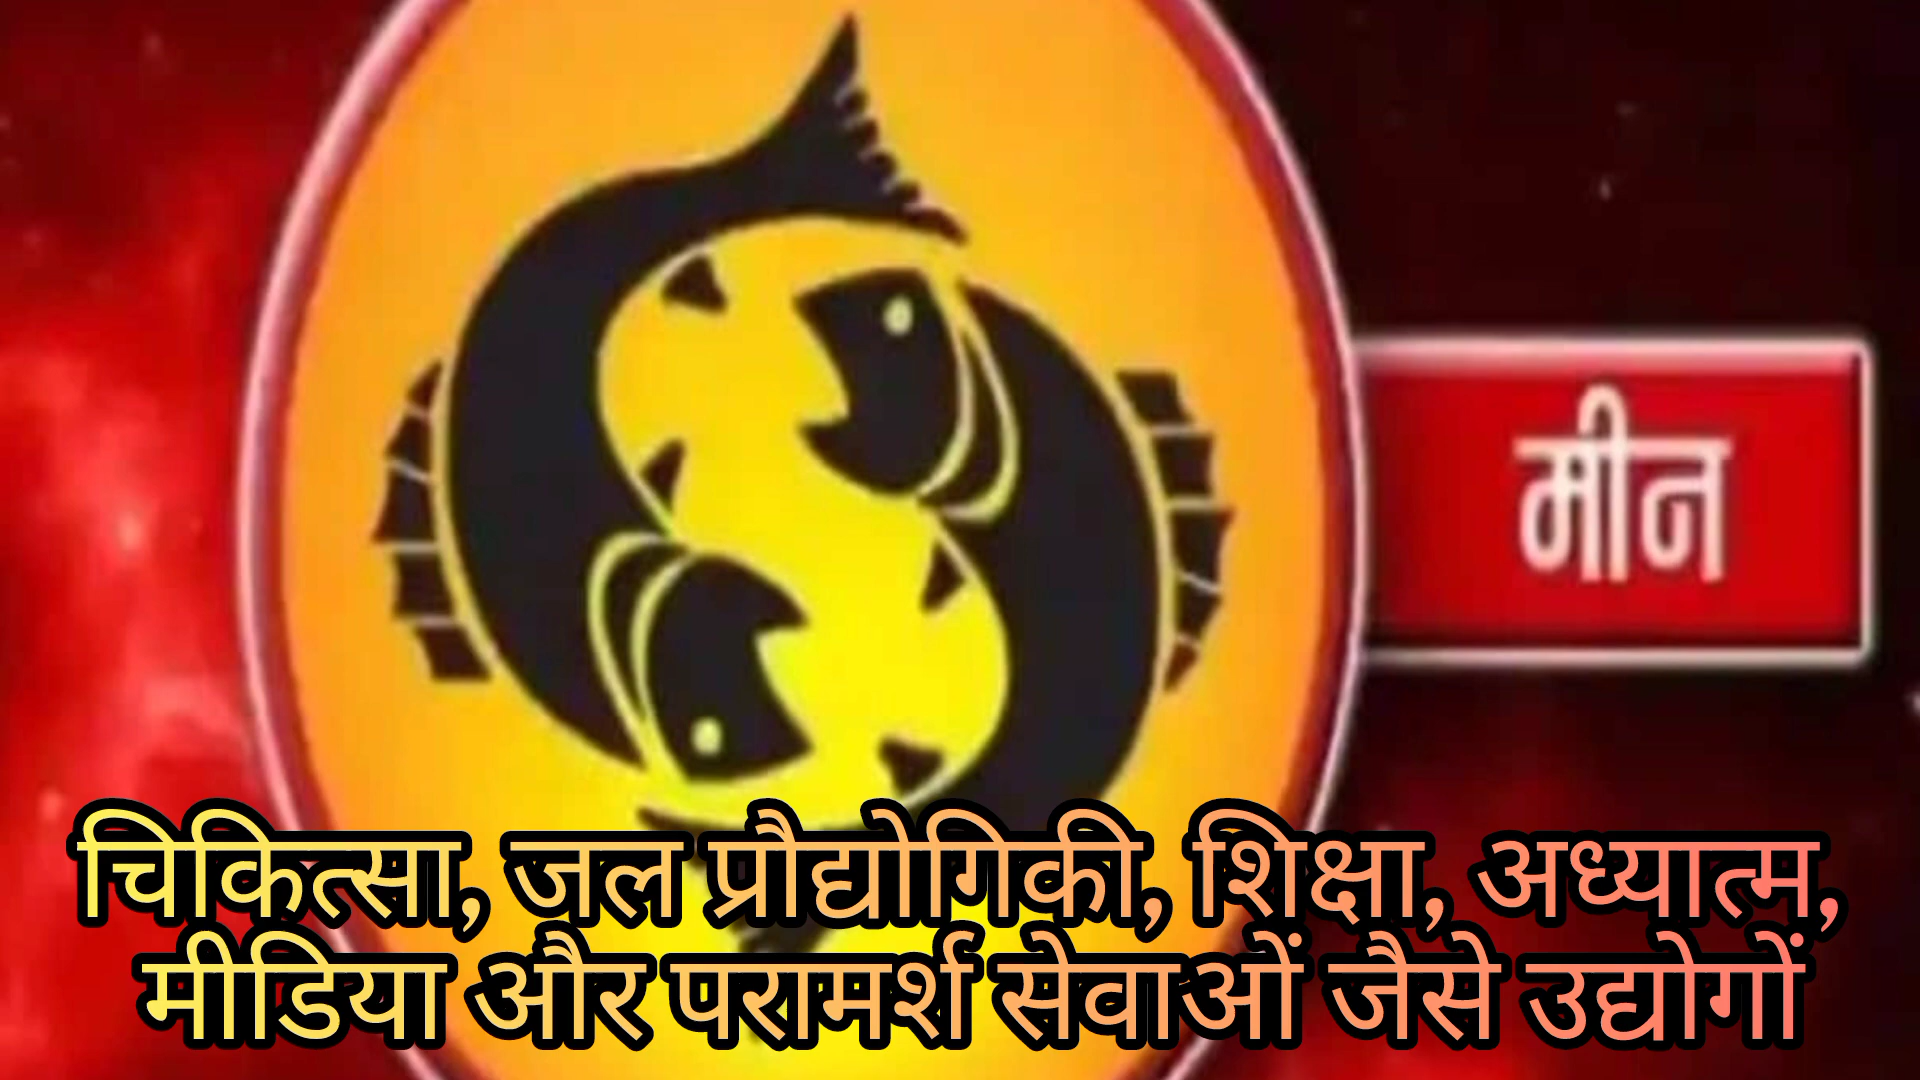 मीन
चिकित्सा, जल प्रौद्योगिकी, शिक्षा, अध्यात्म,
मीडिया और परामर्श सेवाओं जैसे उद्योगों